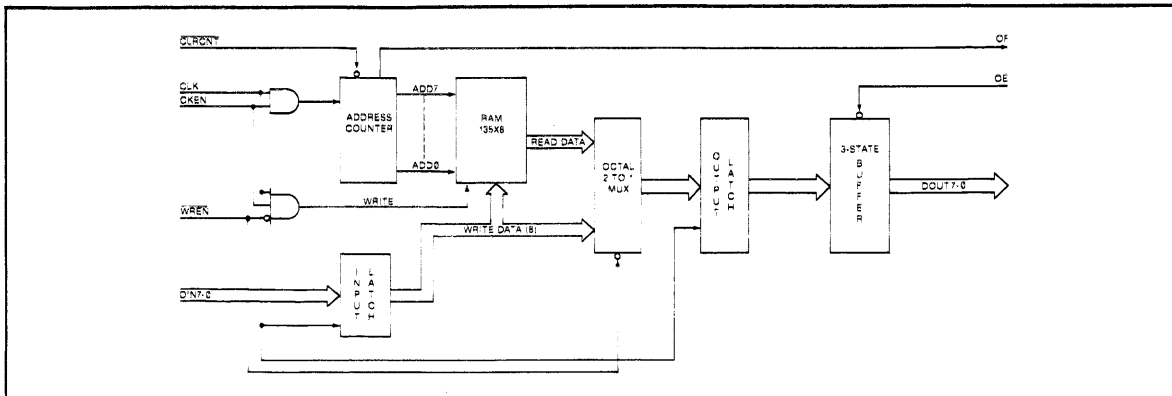 CLRCNT
OF
CLK
CKEN
OE
ADDRESS
COUNTER
ADD7
ADD0
RAM
135X8
READ DATA
OCTAL
2 TO 1
MUX
OUTPUT
LATCH
3-STATE
BUFFER
DOUT7-0
WREN
WRITE
WRITE DATA (8)
DIN7-0
INPUT
LATCH